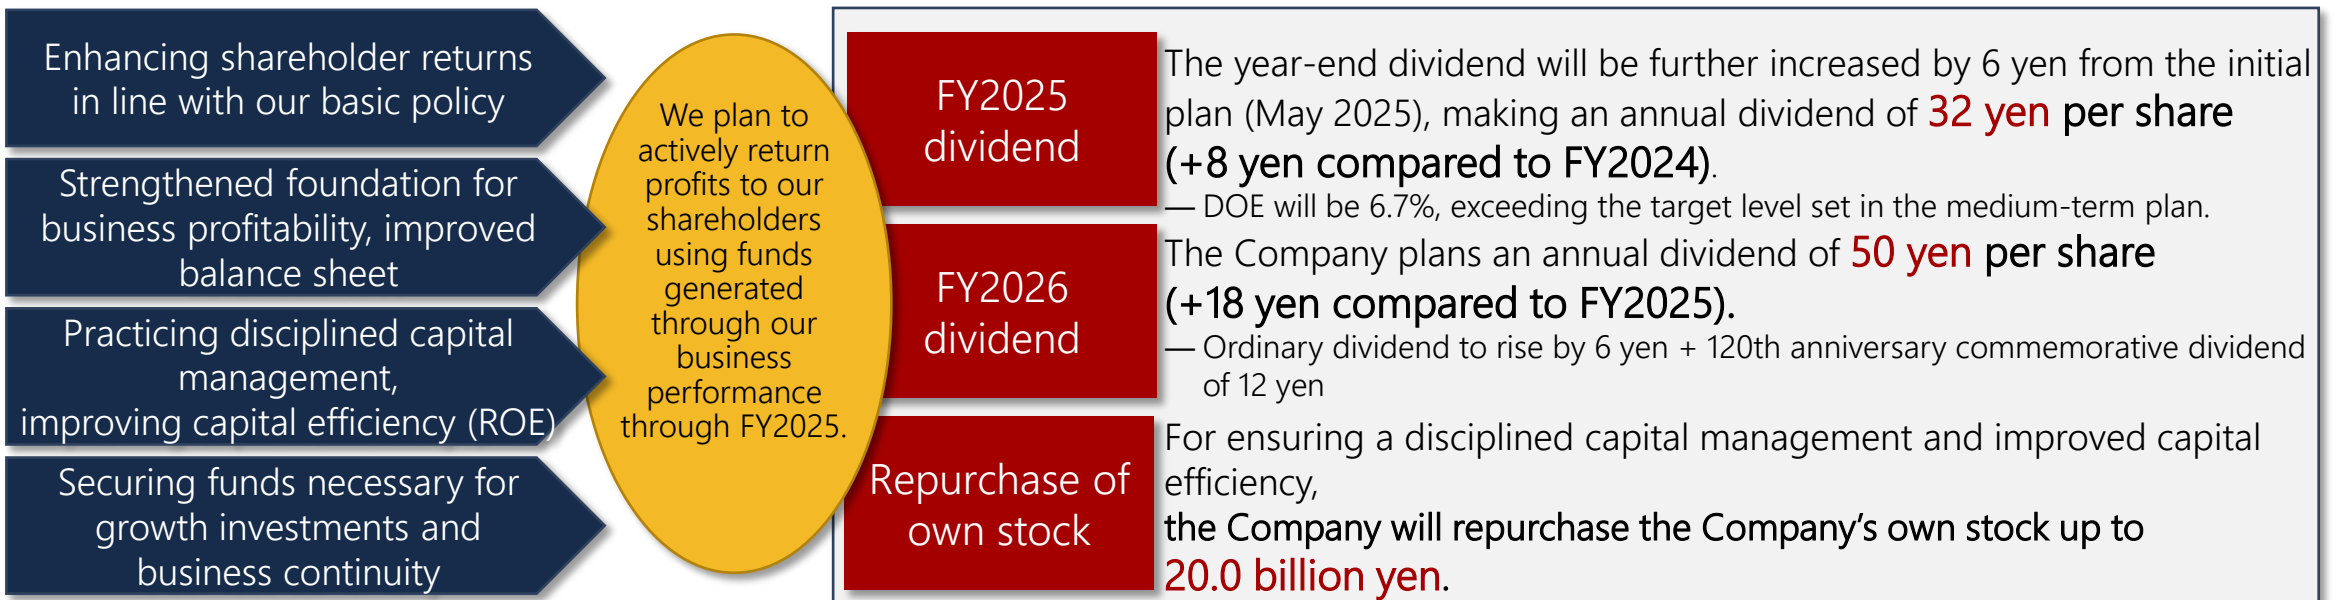 Enhancing shareholder returns
in line with our basic policy
Strengthened foundation for
business profitability, improved
balance sheet
Practicing disciplined capital
management,
improving capital efficiency (ROE)
Securing funds necessary for
growth investments and
business continuity
We plan to
actively return
profits to our
shareholders
using funds
generated
through our
business
performance
through FY2025.
FY2025
dividend
The year-end dividend will be further increased by 6 yen from the initial
plan (May 2025), making an annual dividend of 32 yen per share
(+8 yen compared to FY2024).
— DOE will be 6.7%, exceeding the target level set in the medium-term plan.
FY2026
dividend
The Company plans an annual dividend of 50 yen per share
(+18 yen compared to FY2025).
— Ordinary dividend to rise by 6 yen + 120th anniversary commemorative dividend
of 12 yen
Repurchase of
own stock
For ensuring a disciplined capital management and improved capital
efficiency,
the Company will repurchase the Company's own stock up to
20.0 billion yen.